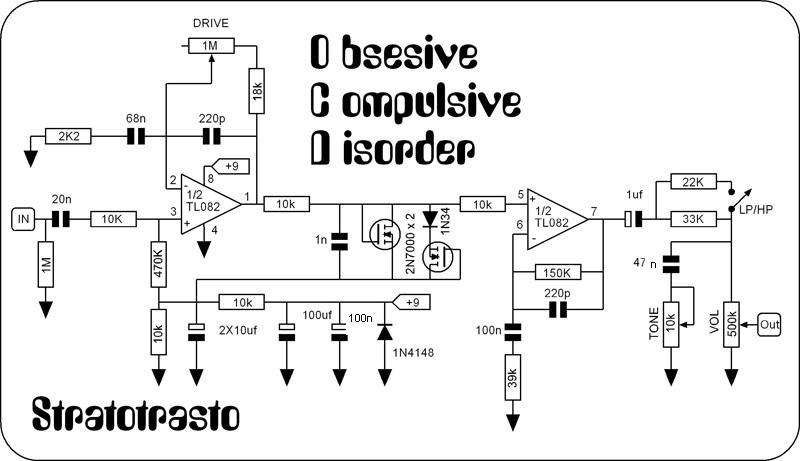 DRIVE
1M
O bsesive
C ompulsive
D isorder
18k
68n
220p
2K2
+9
2
8
1/2
TL082
1
3
4
-
+
20n
IN
10K
10k
10k
5
+
1/2
TL082
7
6
-
1uf
22K
LP/HP
33K
1M
470K
1n
2N7000 x 2
1N34
150K
220p
47 n
10k
+9
10k
2X10uf
100uf
100n
1N4148
100n
39k
TONE
10k
VOL
500k
Out
Stratotrasto